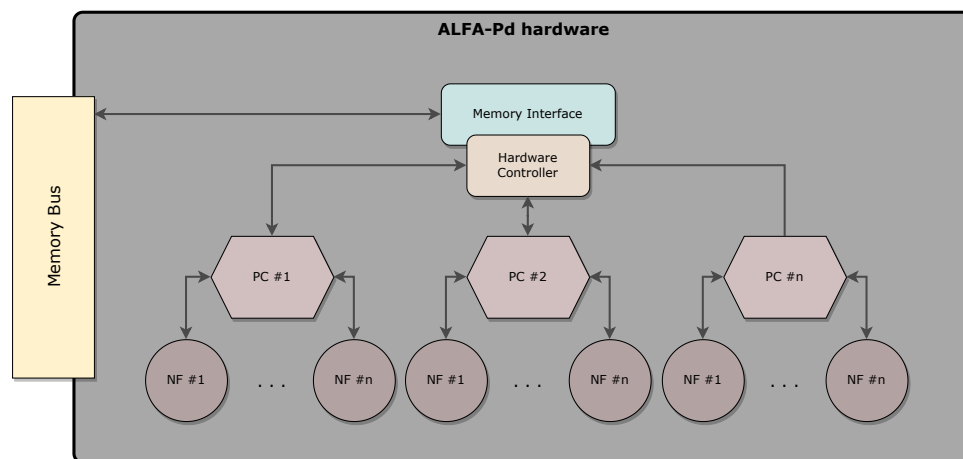 ALFA-Pd hardware
Memory Bus
Memory Interface
Hardware
Controller
PC #1
PC #2
PC #n
NF #1
. . .
NF #n
NF #1
. . .
NF #n
NF #1
. . .
NF #n